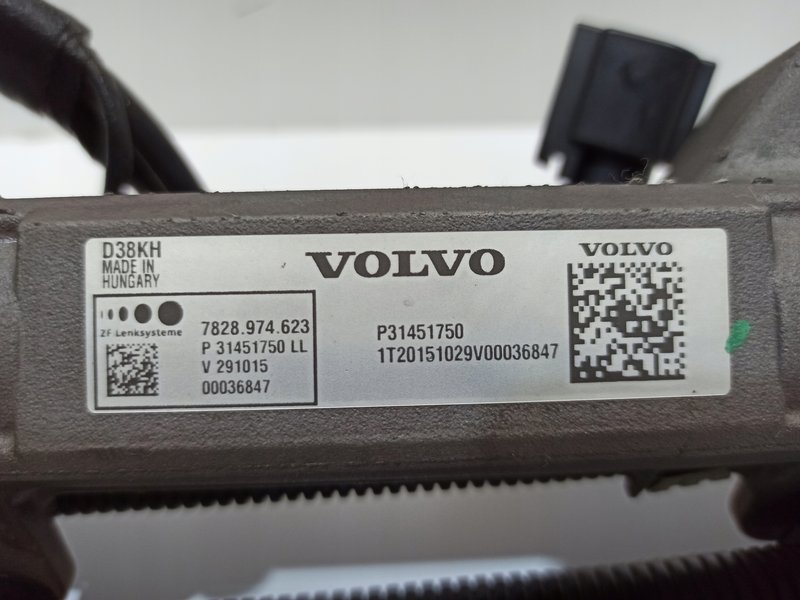 D38KH
MADE IN
HUNGARY
ZF Lenksysteme
7828.974.623
P 31451750 LL
V 291015
00036847
VOLVO
P31451750
1T20151029V00036847
VOLVO